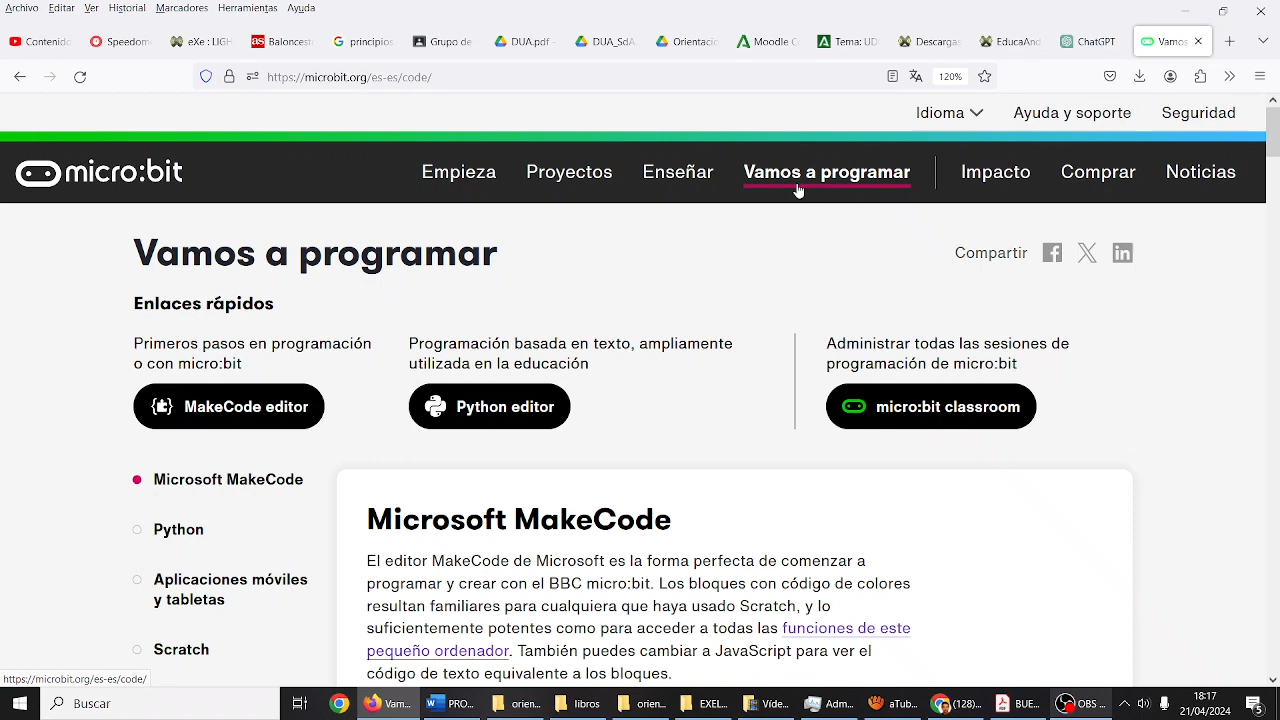 Archivo Editar Ver Historial Marcadores Herramientas Ayuda
Contenido Speedom eXe: LIGH Baloncest principios Grupo de DUA.pdf - DUA_SdA Orientacio Moodle C Tema: UD Descargas EducaAnd ChatGPT Vamos
https://microbit.org/es-es/code/ 120%
Idioma Ayuda y soporte Seguridad
micro:bit Empieza Proyectos Enseñar Vamos a programar Impacto Comprar Noticias
Vamos a programar Compartir
Enlaces rápidos
Primeros pasos en programación
o con micro:bit
MakeCode editor
Programación basada en texto, ampliamente
utilizada en la educación
Python editor
Administrar todas las sesiones de
programación de micro:bit
micro:bit classroom
Microsoft MakeCode
Python
Aplicaciones móviles
y tabletas
Scratch
Microsoft MakeCode
El editor MakeCode de Microsoft es la forma perfecta de comenzar a
programar y crear con el BBC micro:bit. Los bloques con código de colores
resultan familiares para cualquiera que haya usado Scratch, y lo
suficientemente potentes como para acceder a todas las funciones de este
pequeño ordenador. También puedes cambiar a JavaScript para ver el
código de texto equivalente a los bloques.
https://microbit.org/es-es/code/
Buscar Vam... PRO... orien... libros orien... EXEL... Víde... Adm... aTub... (128)... BUE... OBS ... 18:17
21/04/2024